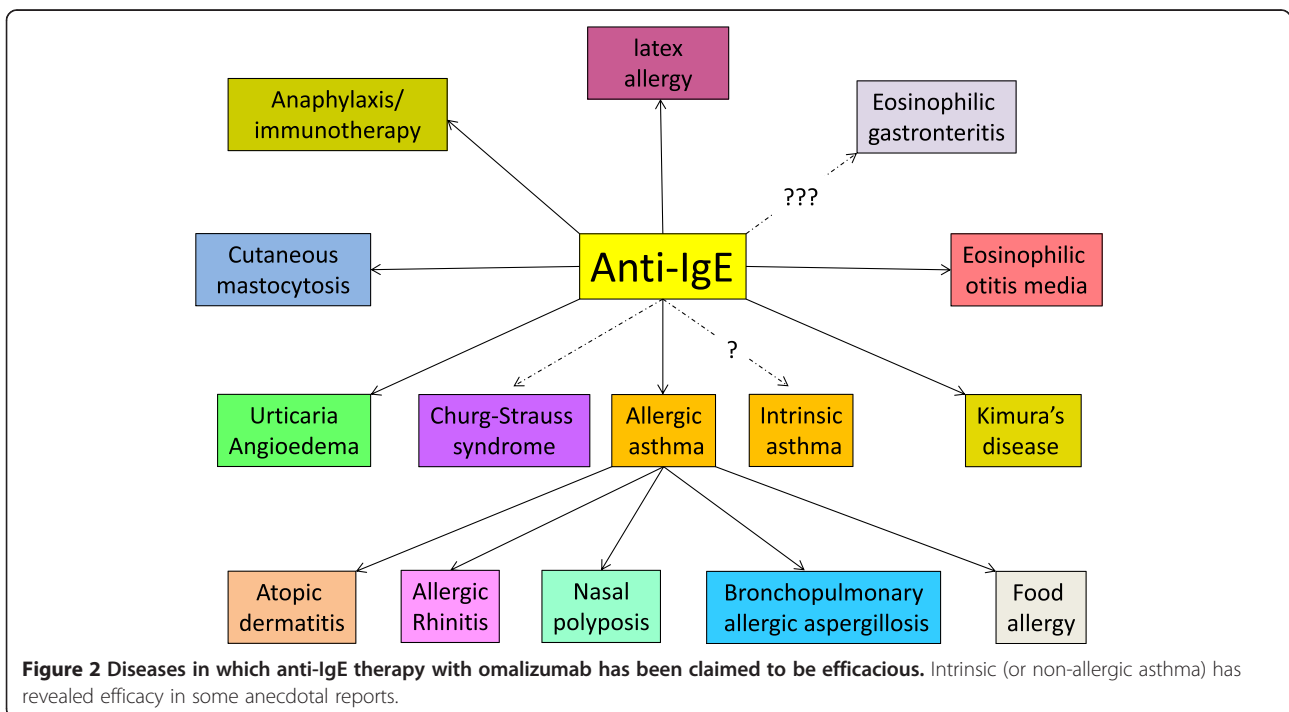 latex
allergy
Anaphylaxis/
immunotherapy
Eosinophilic
gastronteritis
???
Cutaneous
mastocytosis
Anti-IgE
Eosinophilic
otitis media
?
Urticaria
Angioedema
Churg-Strauss
syndrome
Allergic
asthma
Intrinsic
asthma
Kimura's
disease
Atopic
dermatitis
Allergic
Rhinitis
Nasal
polyposis
Bronchopulmonary
allergic aspergillosis
Food
allergy
Figure 2 Diseases in which anti-IgE therapy with omalizumab has been claimed to be efficacious. Intrinsic (or non-allergic asthma) has
revealed efficacy in some anecdotal reports.